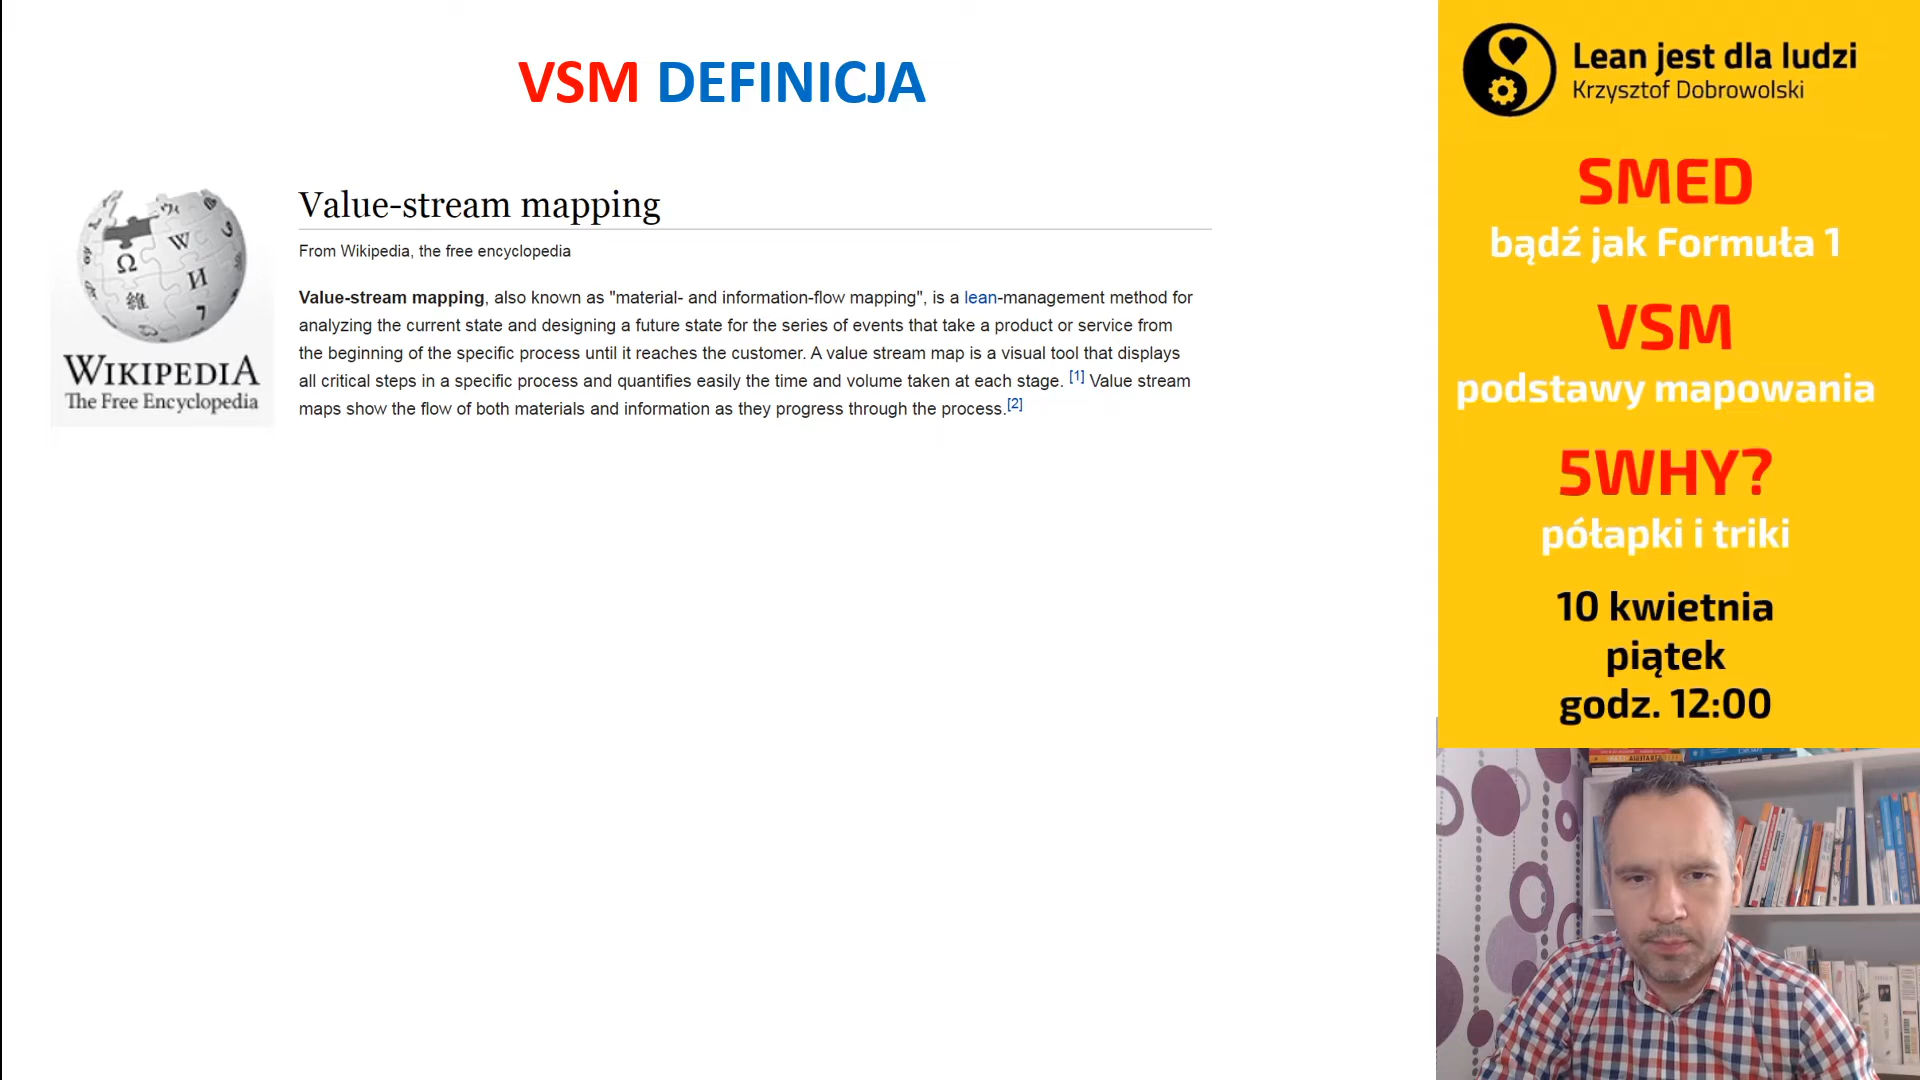 VSM DEFINICJA
WIKIPEDIA
The Free Encyclopedia
Value-stream mapping
From Wikipedia, the free encyclopedia
Value-stream mapping, also known as "material- and information-flow mapping", is a lean-management method for
analyzing the current state and designing a future state for the series of events that take a product or service from
the beginning of the specific process until it reaches the customer. A value stream map is a visual tool that displays
all critical steps in a specific process and quantifies easily the time and volume taken at each stage. [1] Value stream
maps show the flow of both materials and information as they progress through the process.[2]
Lean jest dla ludzi
Krzysztof Dobrowolski
SMED
bądź jak Formuła 1
VSM
podstawy mapowania
5WHY?
półapki i triki
10 kwietnia
piątek
godz. 12:00